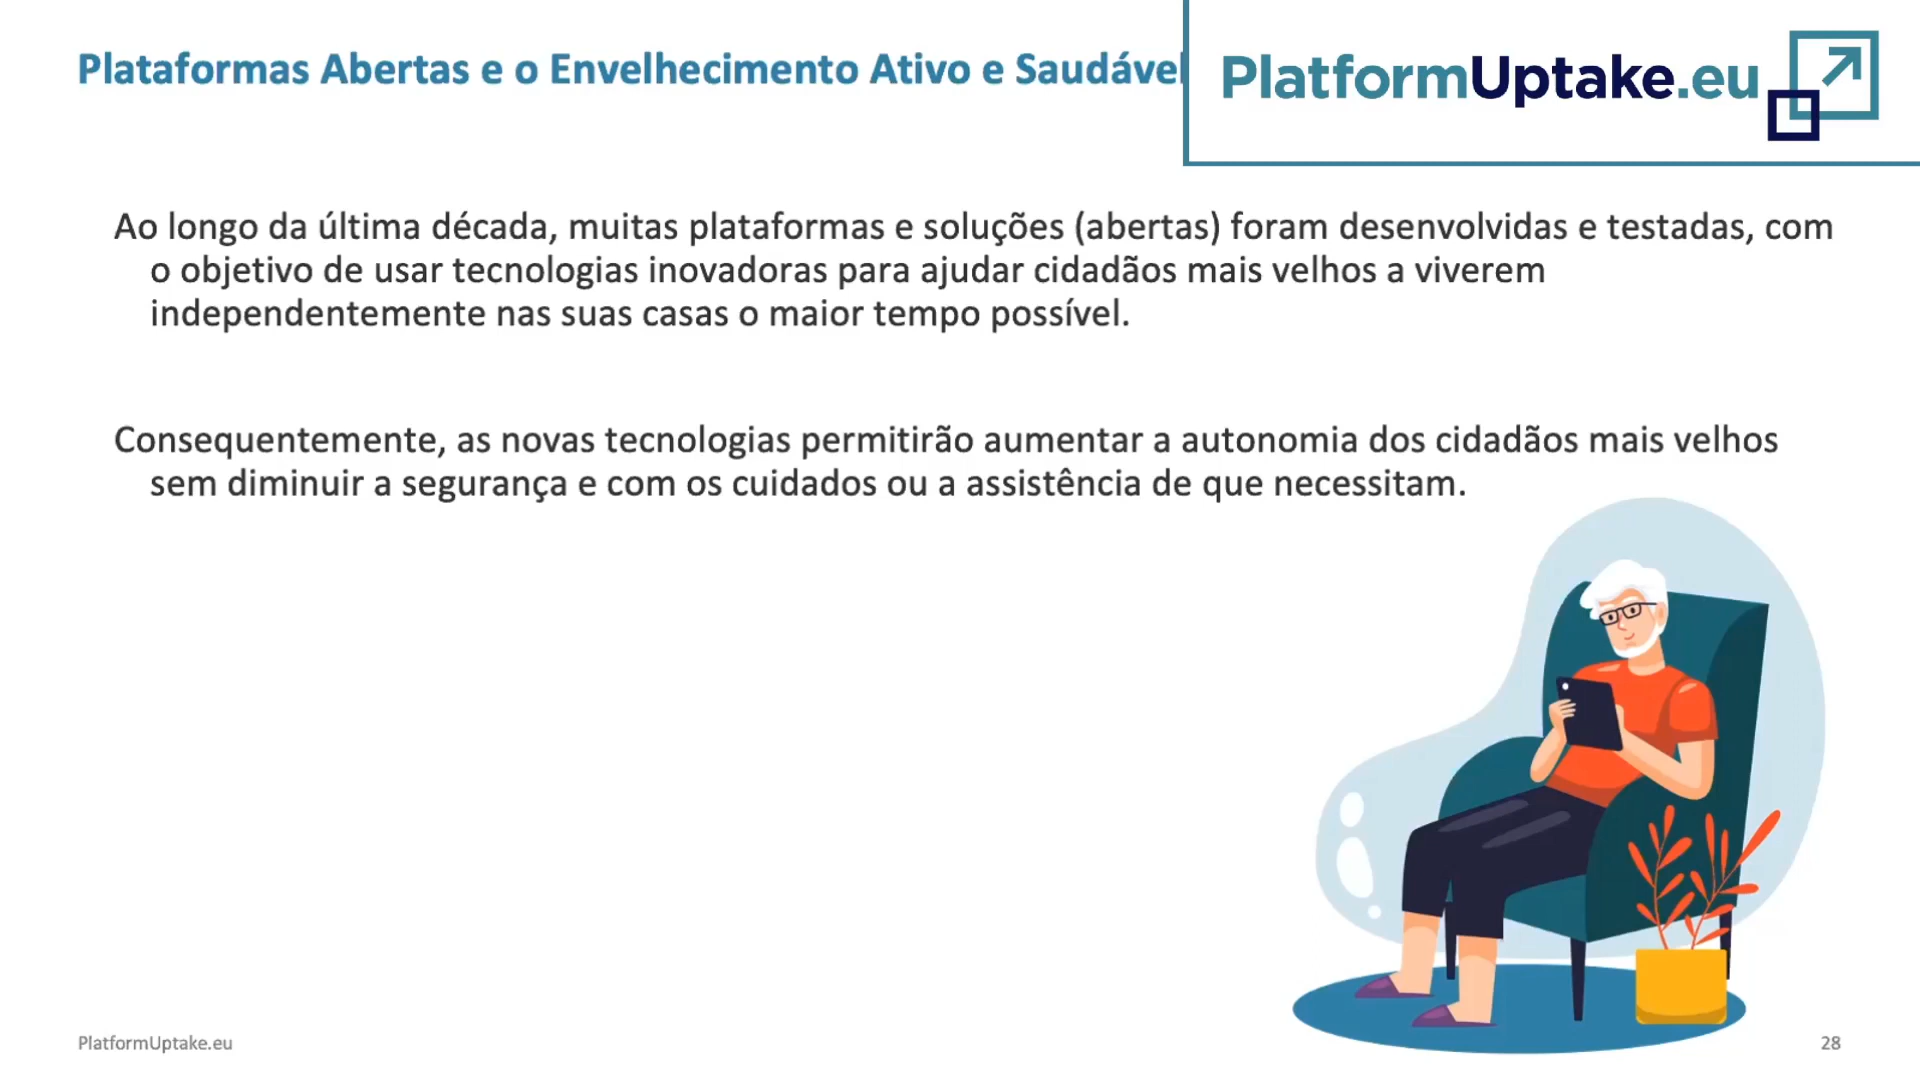 Plataformas Abertas e o Envelhecimento Ativo e Saudável
PlatformUptake.eu
Ao longo da última década, muitas plataformas e soluções (abertas) foram desenvolvidas e testadas, com
o objetivo de usar tecnologias inovadoras para ajudar cidadãos mais velhos a viverem
independentemente nas suas casas o maior tempo possível.
Consequentemente, as novas tecnologias permitirão aumentar a autonomia dos cidadãos mais velhos
sem diminuir a segurança e com os cuidados ou a assistência de que necessitam.
PlatformUptake.eu
28